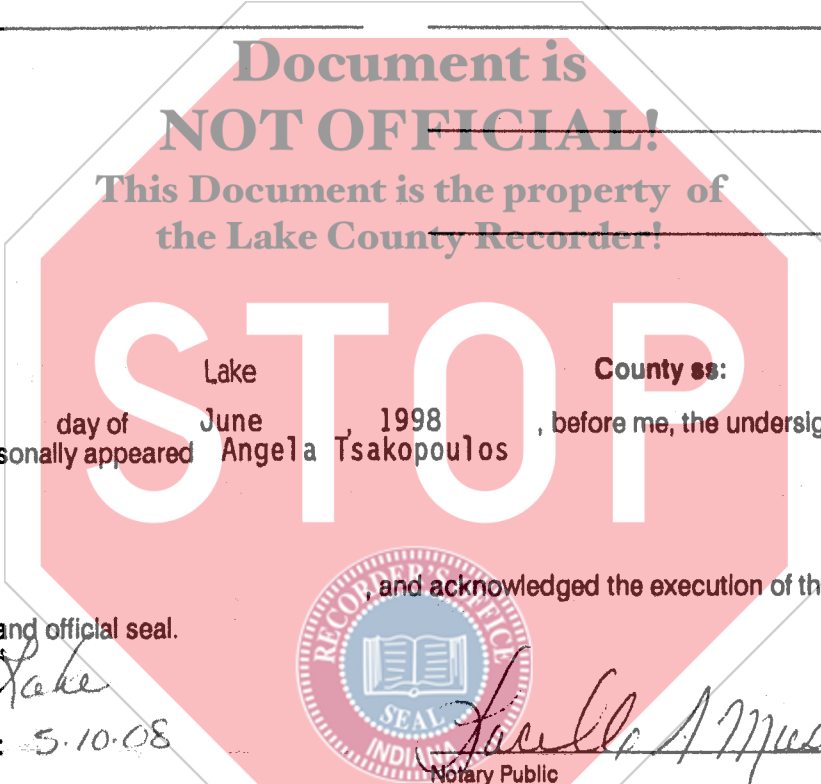 Document is
NOT OFFICIAL!
This Document is the property of
the Lake County Recorder!
STOP
Lake County ss:
day of June , 1998 , before me, the undersig
sonally appeared Angela Tsakopoulos
, and acknowledged the execution of th
and official seal.
Lake
: 5-10-08
RECORDER'S OFFICE
SEAL
INDIANA
Notary Public